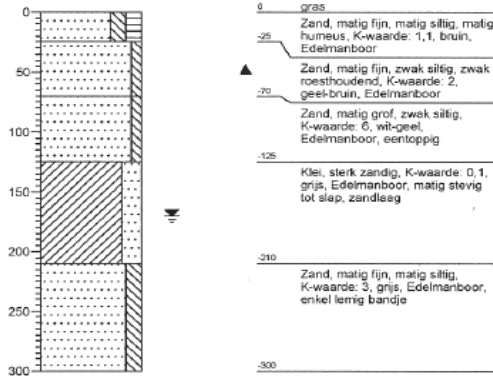 0
50
100
150
200
250
300
0
gras
Zand, matig fijn, matig siltig, matig
humeus, K-waarde: 1,1, bruin,
Edelmanboor
-25
Zand, matig fijn, zwak siltig, zwak
roesthoudend, K-waarde: 2,
geel-bruin, Edelmanboor
-70
Zand, matig grof, zwak siltig,
K-waarde: 6, wit-geel,
Edelmanboor, eentoppig
-125
Klei, sterk zandig, K-waarde: 0,1,
grijs, Edelmanboor, matig stevig
tot slap, zandlaag
-210
Zand, matig fijn, matig siltig,
K-waarde: 3, grijs, Edelmanboor,
enkel lemig bandje
-300